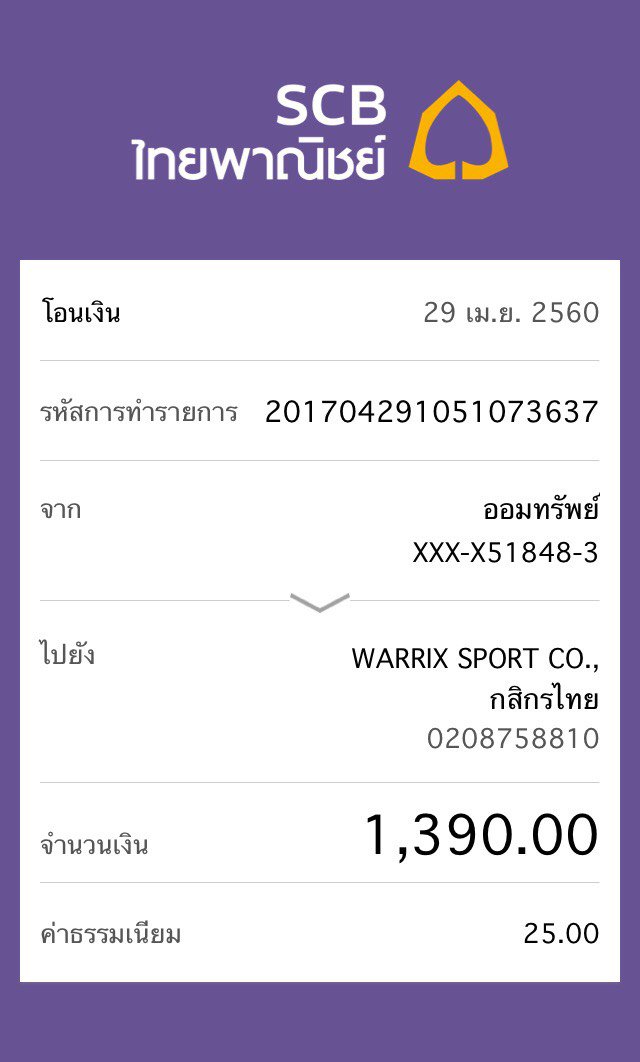 SCB
ไทยพาณิชย์
โอนเงิน 29 เม.ย. 2560
รหัสการทำรายการ 201704291051073637
จาก ออมทรัพย์
XXX-X51848-3
ไปยัง WARRIX SPORT CO.,
กสิกรไทย
0208758810
จำนวนเงิน 1,390.00
ค่าธรรมเนียม 25.00